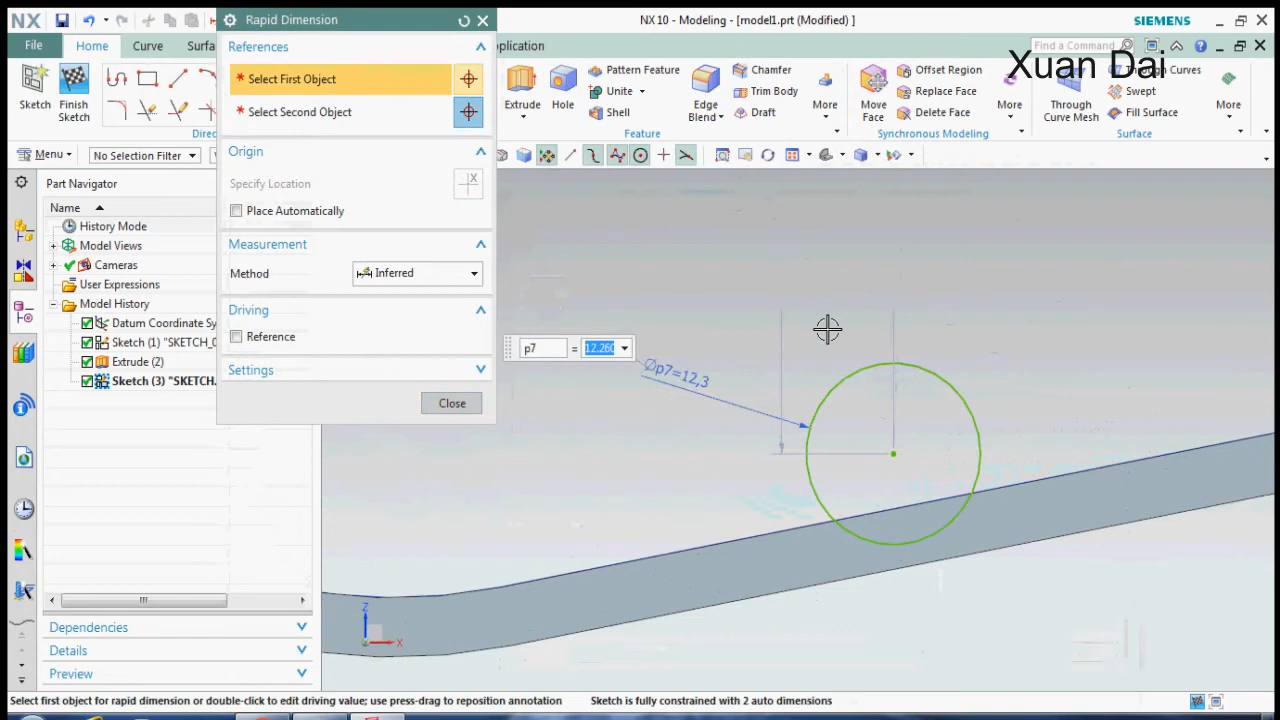 NX
Rapid Dimension
NX 10 - Modeling - [model1.prt (Modified) ]
SIEMENS
File
Home
Curve
Surfa
plication
Find a Command
Xuan Dai
References
* Select First Object
* Select Second Object
Sketch
Finish
Sketch
Direc
Extrude
Hole
Pattern Feature
Unite
Shell
Edge
Blend
Chamfer
Trim Body
Draft
More
Feature
Move
Face
Offset Region
Replace Face
Delete Face
More
Synchronous Modeling
Through
Curve Mesh
Through Curves
Swept
Fill Surface
More
Surface
Menu
No Selection Filter
Origin
Specify Location
Place Automatically
Measurement
Method
Inferred
Driving
Reference
Settings
Close
Part Navigator
Name
History Mode
Model Views
Cameras
User Expressions
Model History
Datum Coordinate Sy
Sketch (1) "SKETCH_0
Extrude (2)
Sketch (3) "SKETCH.
p7
=
12.260
∅p7=12,3
Z
X
Dependencies
Details
Preview
Select first object for rapid dimension or double-click to edit driving value; use press-drag to reposition annotation
Sketch is fully constrained with 2 auto dimensions